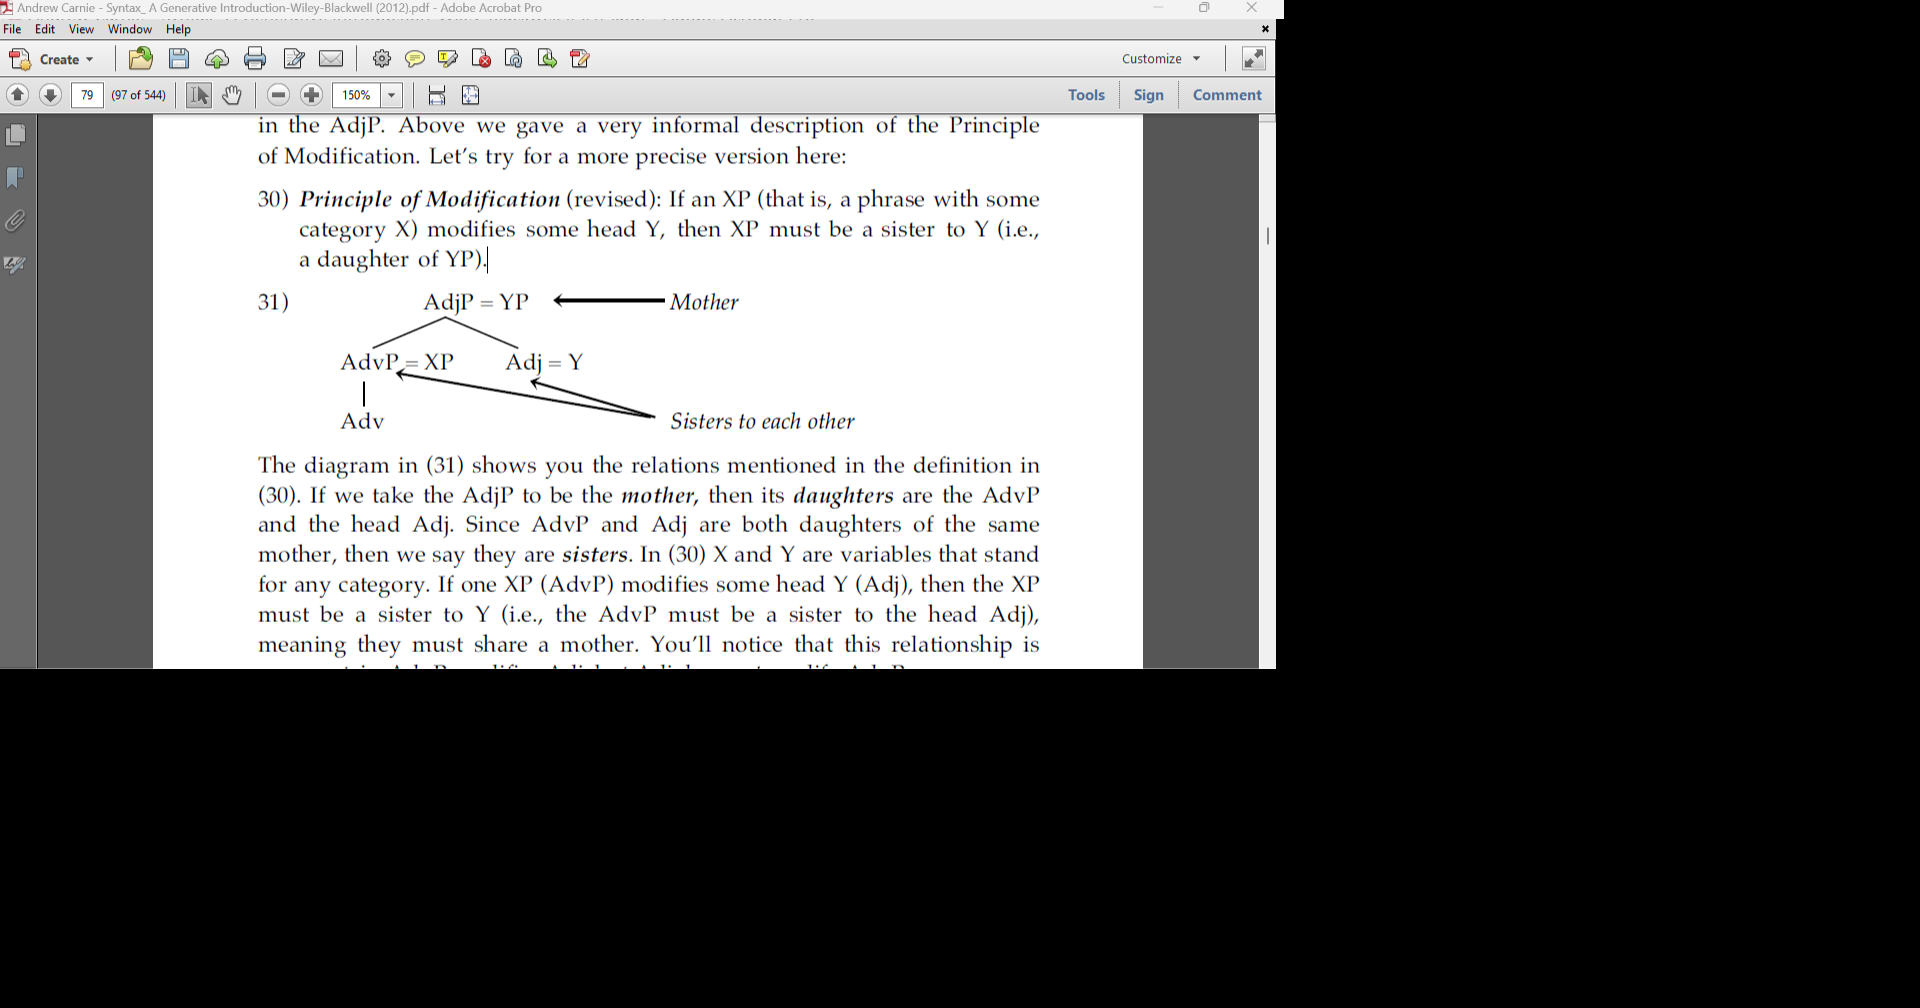 Andrew Carnie - Syntax_ A Generative Introduction-Wiley-Blackwell (2012).pdf - Adobe Acrobat Pro
File Edit View Window Help
Create Customize
79 (97 of 544) 150% Tools Sign Comment
in the AdjP. Above we gave a very informal description of the Principle
of Modification. Let's try for a more precise version here:
30) Principle of Modification (revised): If an XP (that is, a phrase with some
category X) modifies some head Y, then XP must be a sister to Y (i.e.,
a daughter of YP).
31) AdjP = YP Mother
AdvP = XP Adj = Y
Adv Sisters to each other
The diagram in (31) shows you the relations mentioned in the definition in
(30). If we take the AdjP to be the mother, then its daughters are the AdvP
and the head Adj. Since AdvP and Adj are both daughters of the same
mother, then we say they are sisters. In (30) X and Y are variables that stand
for any category. If one XP (AdvP) modifies some head Y (Adj), then the XP
must be a sister to Y (i.e., the AdvP must be a sister to the head Adj),
meaning they must share a mother. You'll notice that this relationship is